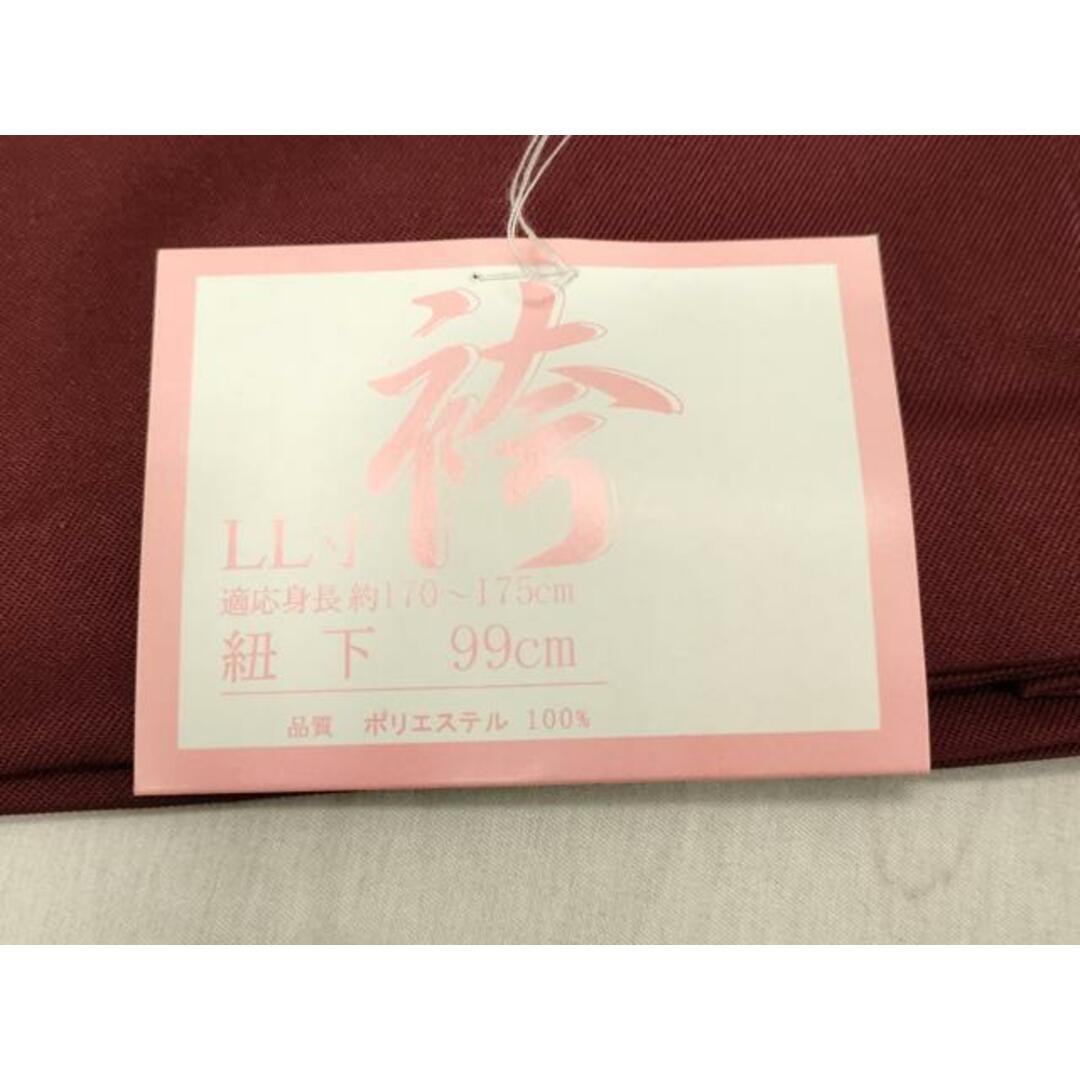 袴
LL寸
適応身長 約170～175cm
紐 下 99cm
品質 ポリエステル 100%